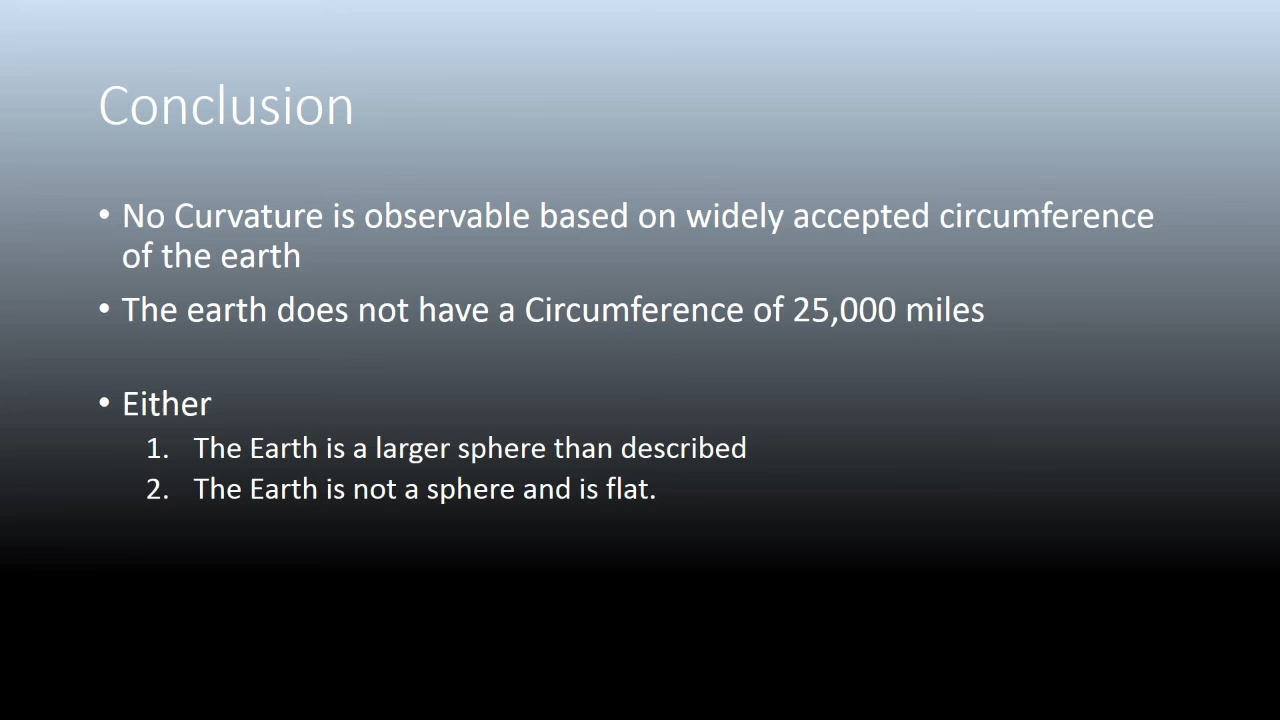 Conclusion
• No Curvature is observable based on widely accepted circumference
of the earth
• The earth does not have a Circumference of 25,000 miles
• Either
1. The Earth is a larger sphere than described
2. The Earth is not a sphere and is flat.